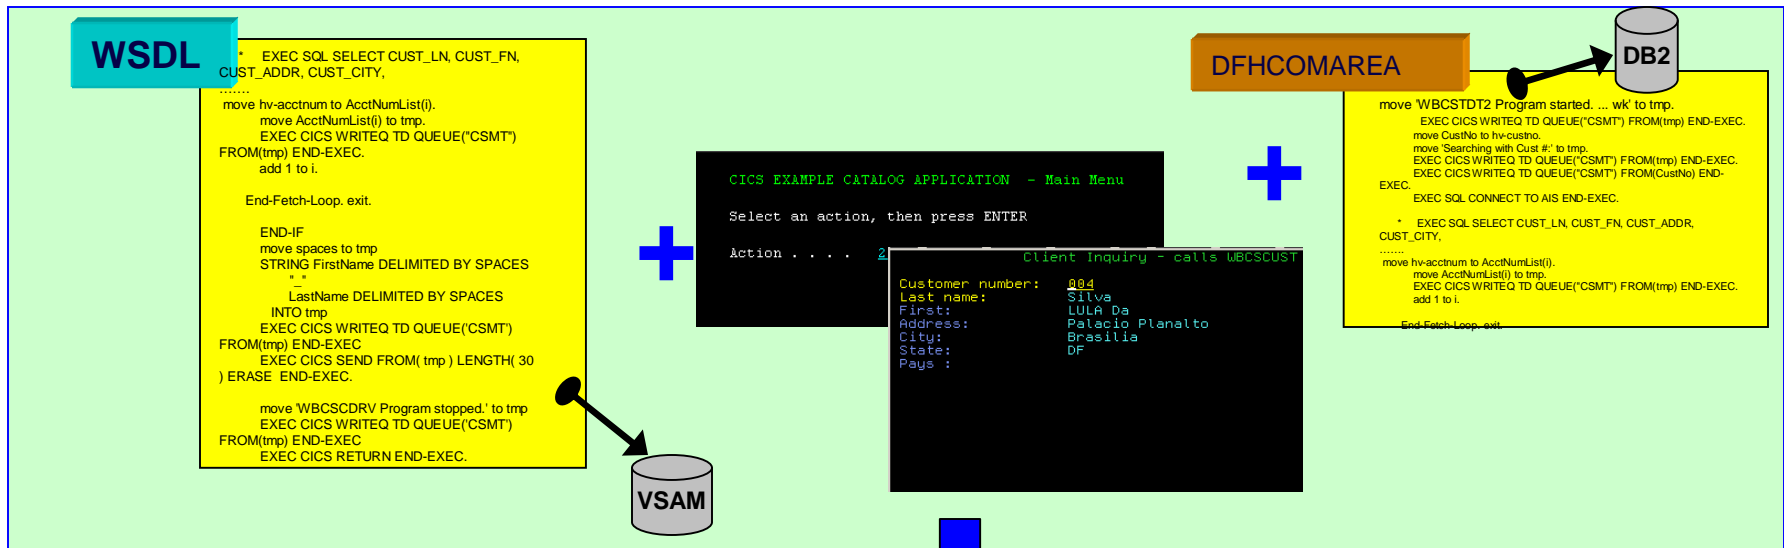 WSDL
* EXEC SQL SELECT CUST_LN, CUST_FN,
CUST_ADDR, CUST_CITY,
.......
move hv-acctnum to AcctNumList(i).
move AcctNumList(i) to tmp.
EXEC CICS WRITEQ TD QUEUE("CSMT")
FROM(tmp) END-EXEC.
add 1 to i.
End-Fetch-Loop. exit.
END-IF
move spaces to tmp
STRING FirstName DELIMITED BY SPACES
"_"
LastName DELIMITED BY SPACES
INTO tmp
EXEC CICS WRITEQ TD QUEUE('CSMT')
FROM(tmp) END-EXEC
EXEC CICS SEND FROM( tmp ) LENGTH( 30
) ERASE END-EXEC.
move 'WBCSCDRV Program stopped.' to tmp
EXEC CICS WRITEQ TD QUEUE('CSMT')
FROM(tmp) END-EXEC
EXEC CICS RETURN END-EXEC.
VSAM
CICS EXAMPLE CATALOG APPLICATION - Main Menu
Select an action, then press ENTER
Action . . . . 2
Client Inquiry - calls WBCSCUST
Customer number: 004
Last name: Silva
First: LULA Da
Address: Palacio Planalto
City: Brasilia
State: DF
Pays :
DFHCOMAREA
DB2
move 'WBCSTDT2 Program started. ... wk' to tmp.
EXEC CICS WRITEQ TD QUEUE("CSMT") FROM(tmp) END-EXEC.
move CustNo to hv-custno.
move 'Searching with Cust #:' to tmp.
EXEC CICS WRITEQ TD QUEUE("CSMT") FROM(tmp) END-EXEC.
EXEC CICS WRITEQ TD QUEUE("CSMT") FROM(CustNo) END-
EXEC.
EXEC SQL CONNECT TO AIS END-EXEC.
* EXEC SQL SELECT CUST_LN, CUST_FN, CUST_ADDR,
CUST_CITY,
.......
move hv-acctnum to AcctNumList(i).
move AcctNumList(i) to tmp.
EXEC CICS WRITEQ TD QUEUE("CSMT") FROM(tmp) END-EXEC.
add 1 to i.
End-Fetch-Loop. exit.